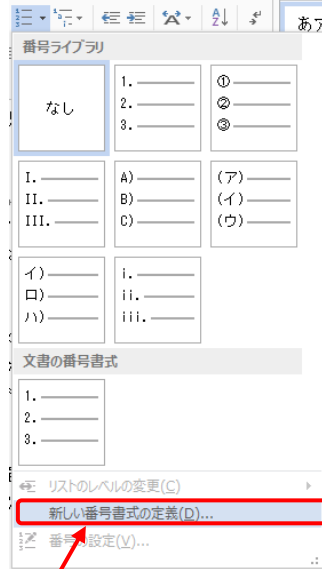 あア
番号ライブラリ
なし
1.
2.
3.
①
②
③
I.
II.
III.
A)
B)
C)
(ア)
(イ)
(ウ)
イ)
ロ)
ハ)
i.
ii.
iii.
文書の番号書式
1.
2.
3.
リストのレベルの変更(C)
新しい番号書式の定義(D)...
番号の設定(V)...